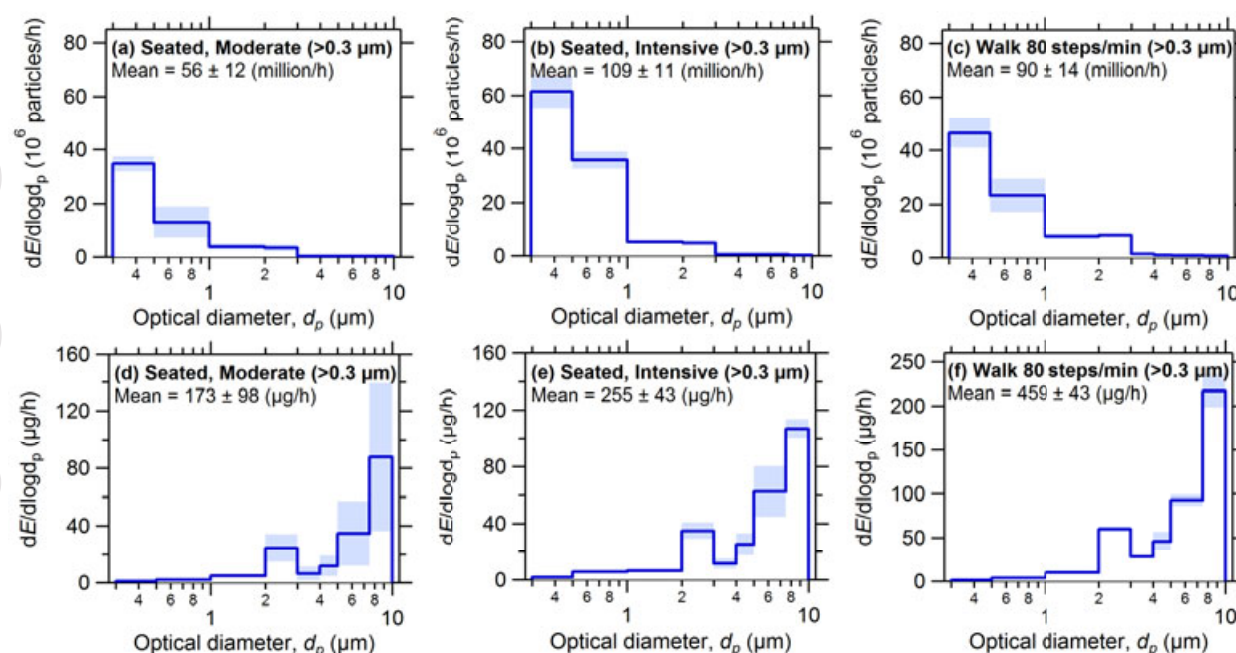 (a) Seated, Moderate (>0.3 µm)
Mean = 56 ± 12 (million/h)
dE/dlogdp (10⁶ particles/h)
80
60
40
20
0
4 6 8 2 4 6 8
1 10
Optical diameter, dp (µm)
(b) Seated, Intensive (>0.3 µm)
Mean = 109 ± 11 (million/h)
dE/dlogdp (10⁶ particles/h)
80
60
40
20
0
4 6 8 2 4 6 8
1 10
Optical diameter, dp (µm)
(c) Walk 80 steps/min (>0.3 µm)
Mean = 90 ± 14 (million/h)
dE/dlogdp (10⁶ particles/h)
80
60
40
20
0
4 6 8 2 4 6 8
1 10
Optical diameter, dp (µm)
(d) Seated, Moderate (>0.3 µm)
Mean = 173 ± 98 (µg/h)
dE/dlogdp (µg/h)
160
120
80
40
0
4 6 8 2 4 6 8
1 10
Optical diameter, dp (µm)
(e) Seated, Intensive (>0.3 µm)
Mean = 255 ± 43 (µg/h)
dE/dlogdp (µg/h)
160
120
80
40
0
4 6 8 2 4 6 8
1 10
Optical diameter, dp (µm)
(f) Walk 80 steps/min (>0.3 µm)
Mean = 459 ± 43 (µg/h)
dE/dlogdp (µg/h)
250
200
150
100
50
0
4 6 8 2 4 6 8
1 10
Optical diameter, dp (µm)